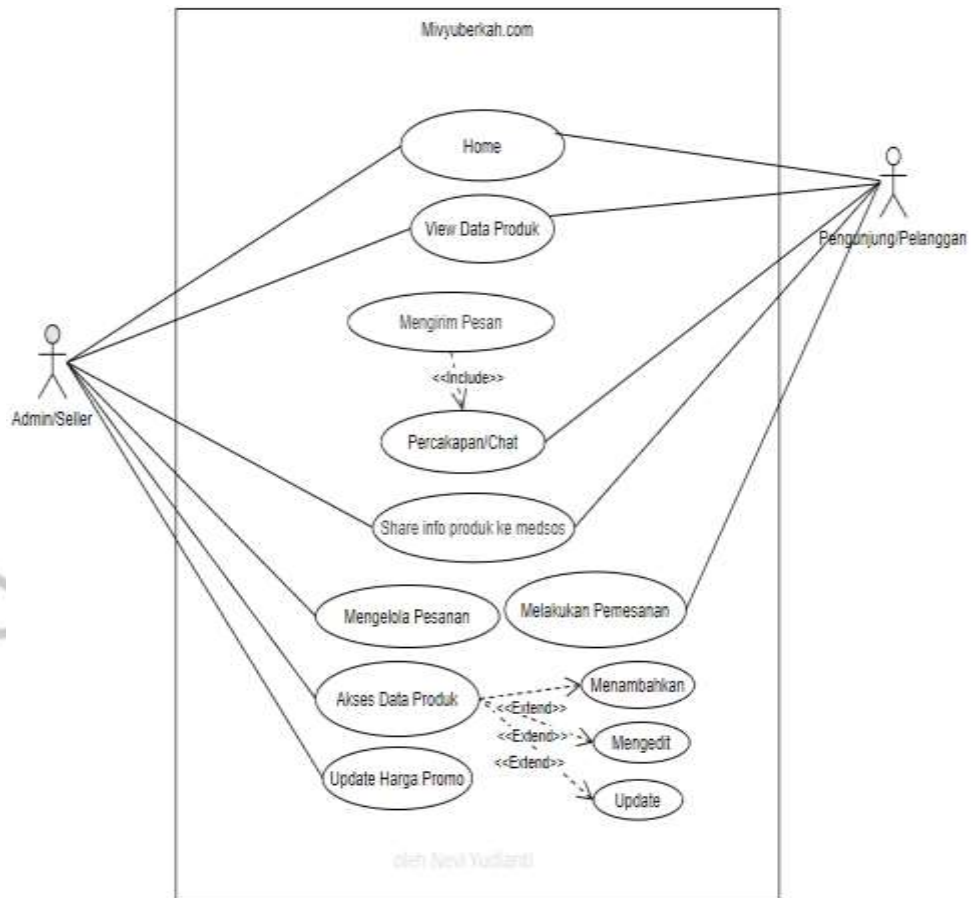 Mivyuberkah.com
Home
View Data Produk
Pengunjung/Pelanggan
Mengirim Pesan
<<Include>>
Admin/Seller
Percakapan/Chat
Share info produk ke medsos
Mengelola Pesanan
Melakukan Pemesanan
Akses Data Produk
Menambahkan
<<Extend>>
<<Extend>>
Mengedit
<<Extend>>
Update Harga Promo
Update
oleh Nevi Yudianti